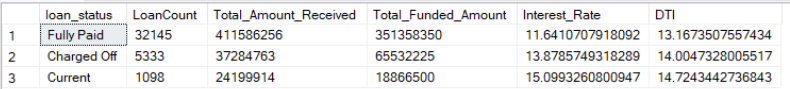 loan_status LoanCount Total_Amount_Received Total_Funded_Amount Interest_Rate DTI
1 Fully Paid 32145 411586256 351358350 11.6410707918092 13.1673507557434
2 Charged Off 5333 37284763 65532225 13.8785749318289 14.0047328005517
3 Current 1098 24199914 18866500 15.0993260800947 14.7243442736843